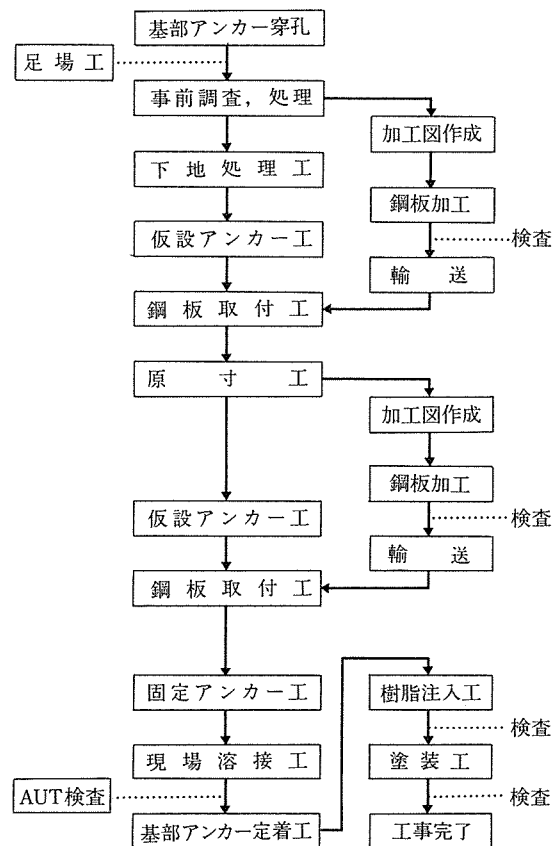 基部アンカー穿孔
足場工
事前調査，処理
加工図作成
下地処理工
鋼板加工
仮設アンカー工
検査
輸送
鋼板取付工
原寸工
加工図作成
鋼板加工
仮設アンカー工
検査
輸送
鋼板取付工
固定アンカー工
樹脂注入工
検査
現場溶接工
塗装工
AUT検査
検査
基部アンカー定着工
工事完了